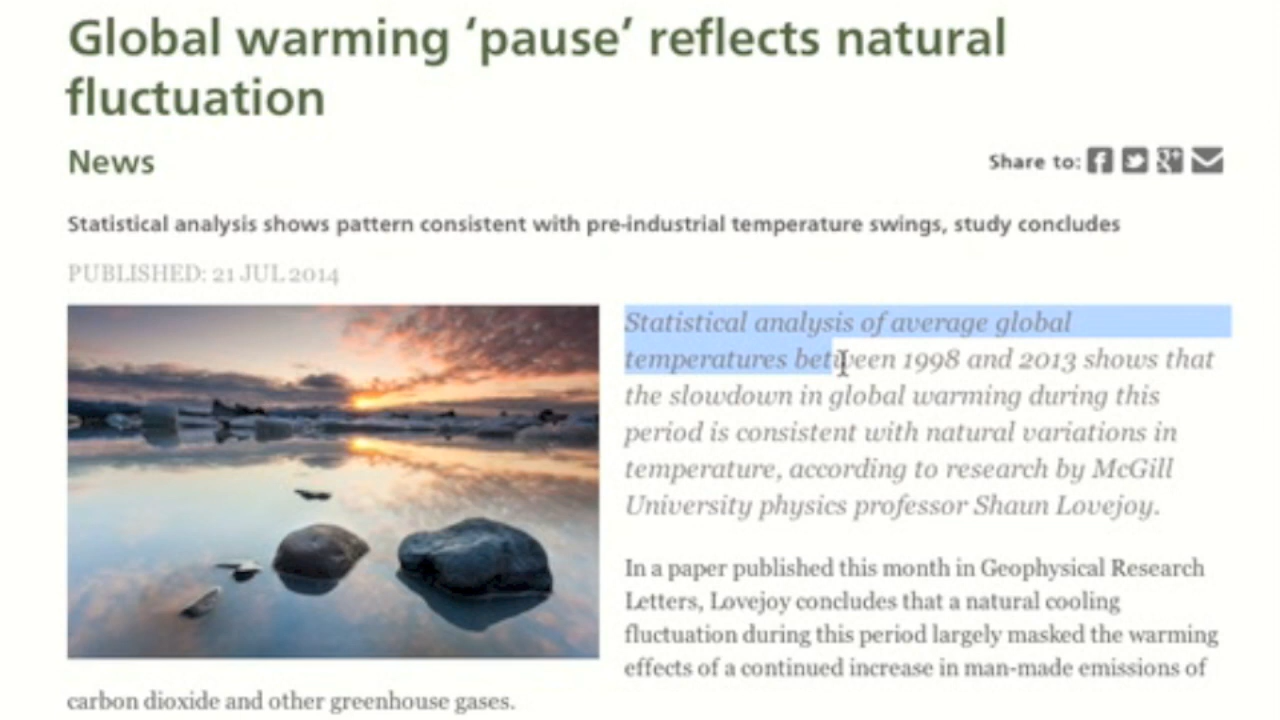 Global warming ‘pause’ reflects natural
fluctuation
News
Share to:
Statistical analysis shows pattern consistent with pre-industrial temperature swings, study concludes
PUBLISHED: 21 JUL 2014
Statistical analysis of average global
temperatures between 1998 and 2013 shows that
the slowdown in global warming during this
period is consistent with natural variations in
temperature, according to research by McGill
University physics professor Shaun Lovejoy.
In a paper published this month in Geophysical Research
Letters, Lovejoy concludes that a natural cooling
fluctuation during this period largely masked the warming
effects of a continued increase in man-made emissions of
carbon dioxide and other greenhouse gases.